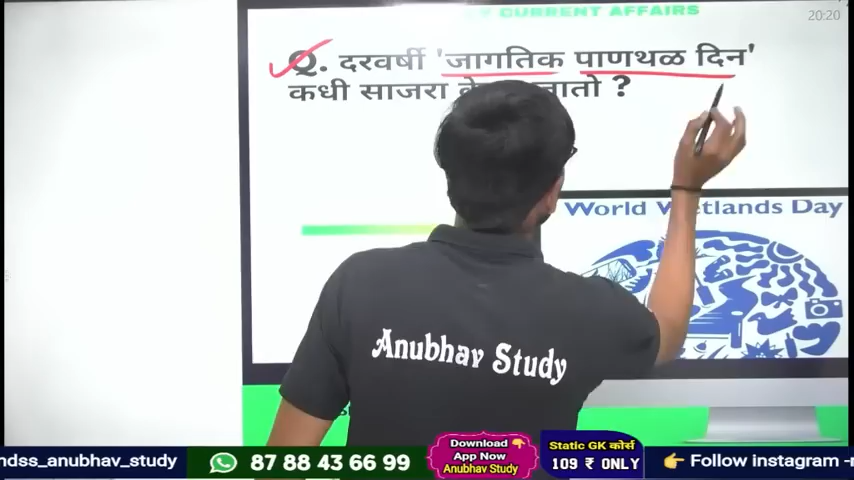 CURRENT AFFAIRS
20:20
Q. दरवर्षी 'जागतिक पाणथळ दिन'
कधी साजरा जातो ?
World Wetlands Day
Anubhav Study
ndss_anubhav_study
87 88 43 66 99
Download
App Now
Anubhav Study
Static GK कोर्स
109 ₹ ONLY
Follow instagram -